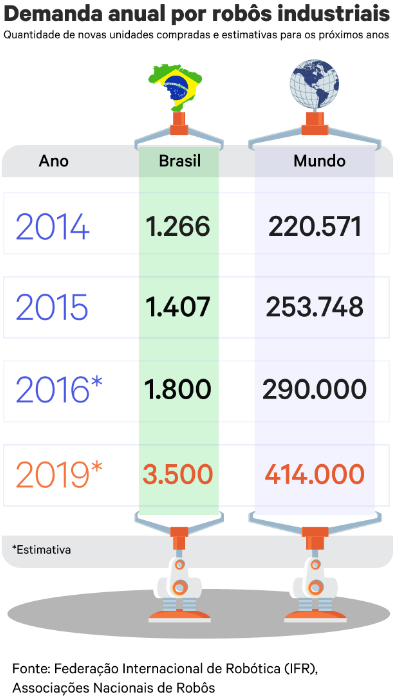 Demanda anual por robôs industriais
Quantidade de novas unidades compradas e estimativas para os próximos anos
Ano Brasil Mundo
2014 1.266 220.571
2015 1.407 253.748
2016* 1.800 290.000
2019* 3.500 414.000
*Estimativa
Fonte: Federação Internacional de Robótica (IFR),
Associações Nacionais de Robôs